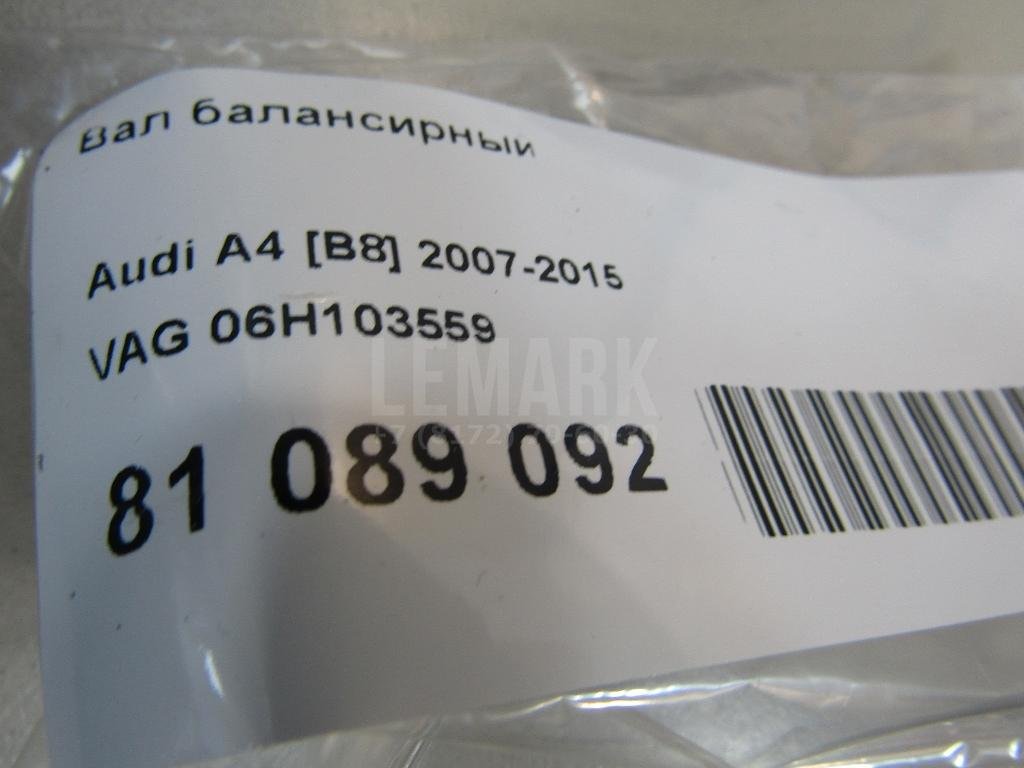 Вал балансирный
Audi A4 [B8] 2007-2015
VAG 06H103559
LEMARK
81 089 092